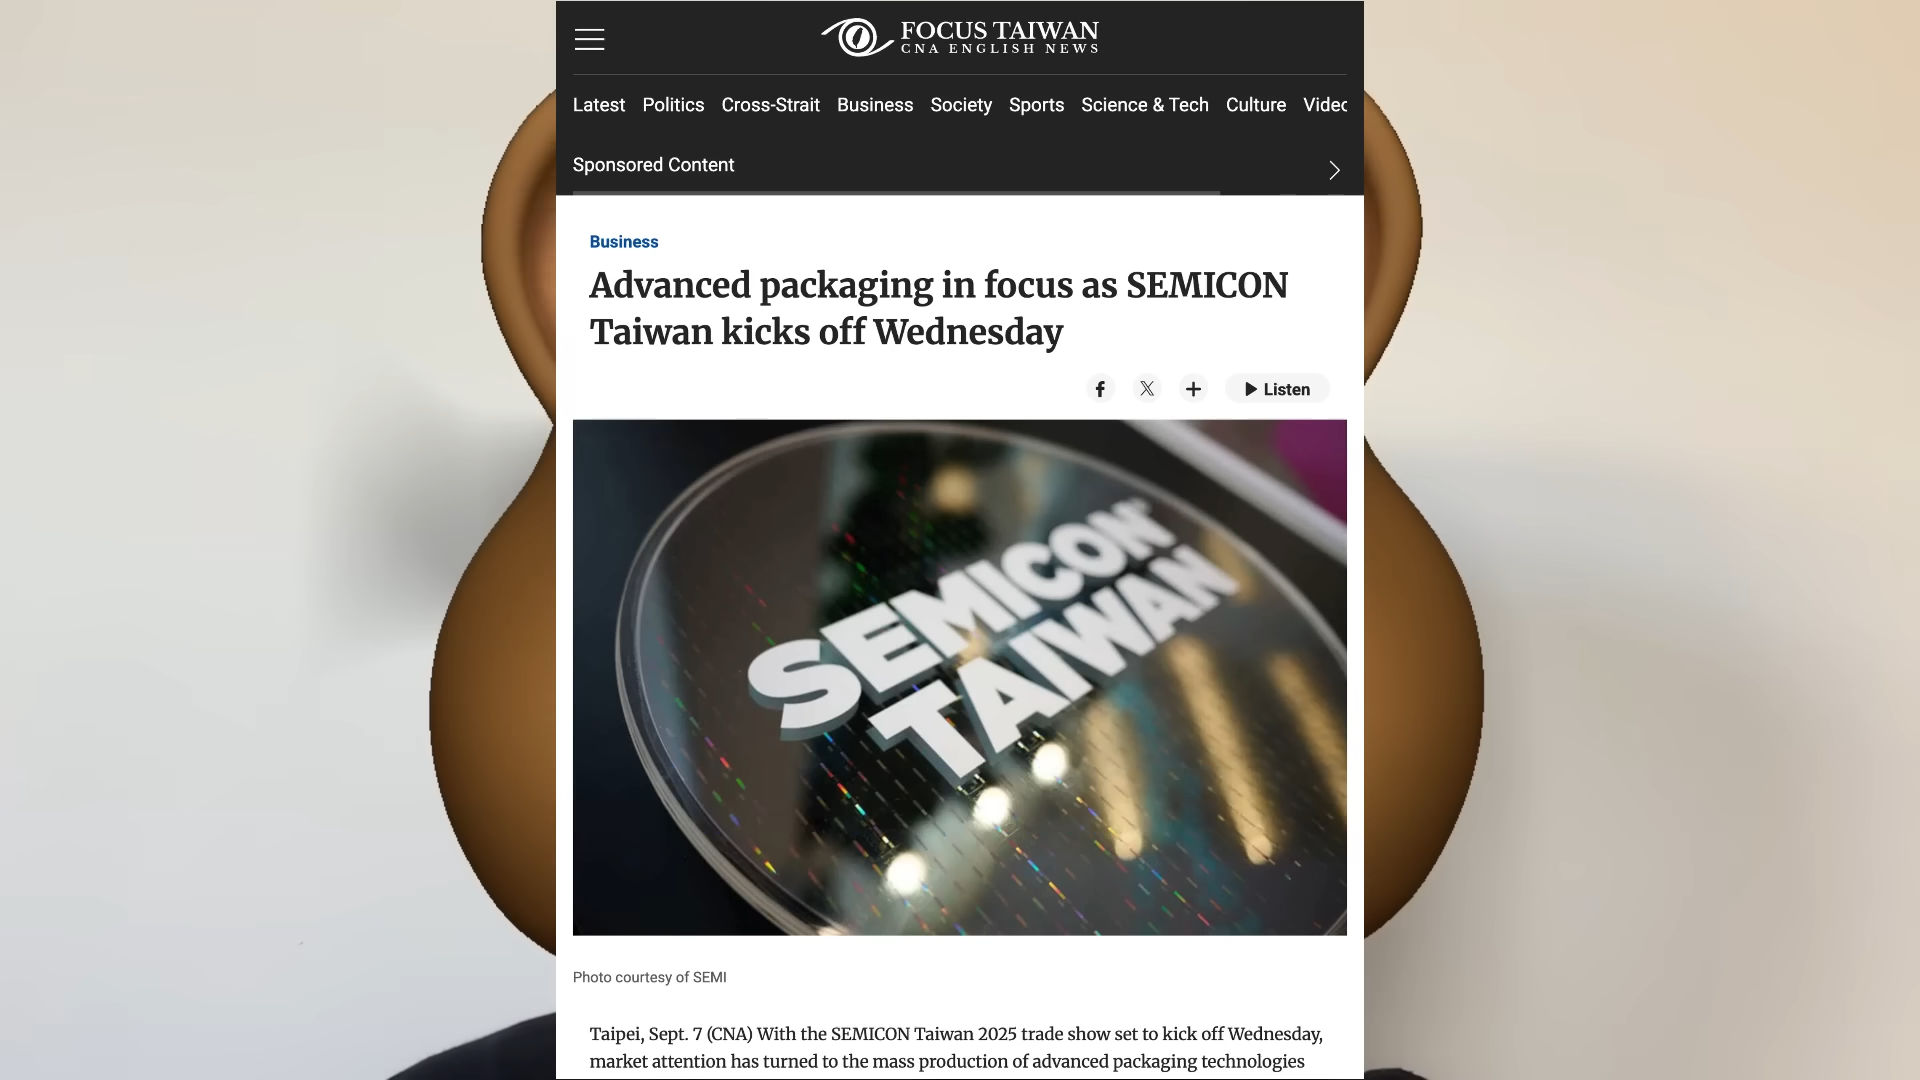 FOCUS TAIWAN
CNA ENGLISH NEWS
Latest Politics Cross-Strait Business Society Sports Science & Tech Culture
Sponsored Content
Business
Advanced packaging in focus as SEMICON
Taiwan kicks off Wednesday
Listen
SEMICON
TAIWAN
Photo courtesy of SEMI
Taipei, Sept. 7 (CNA) With the SEMICON Taiwan 2025 trade show set to kick off Wednesday,
market attention has turned to the mass production of advanced packaging technologies